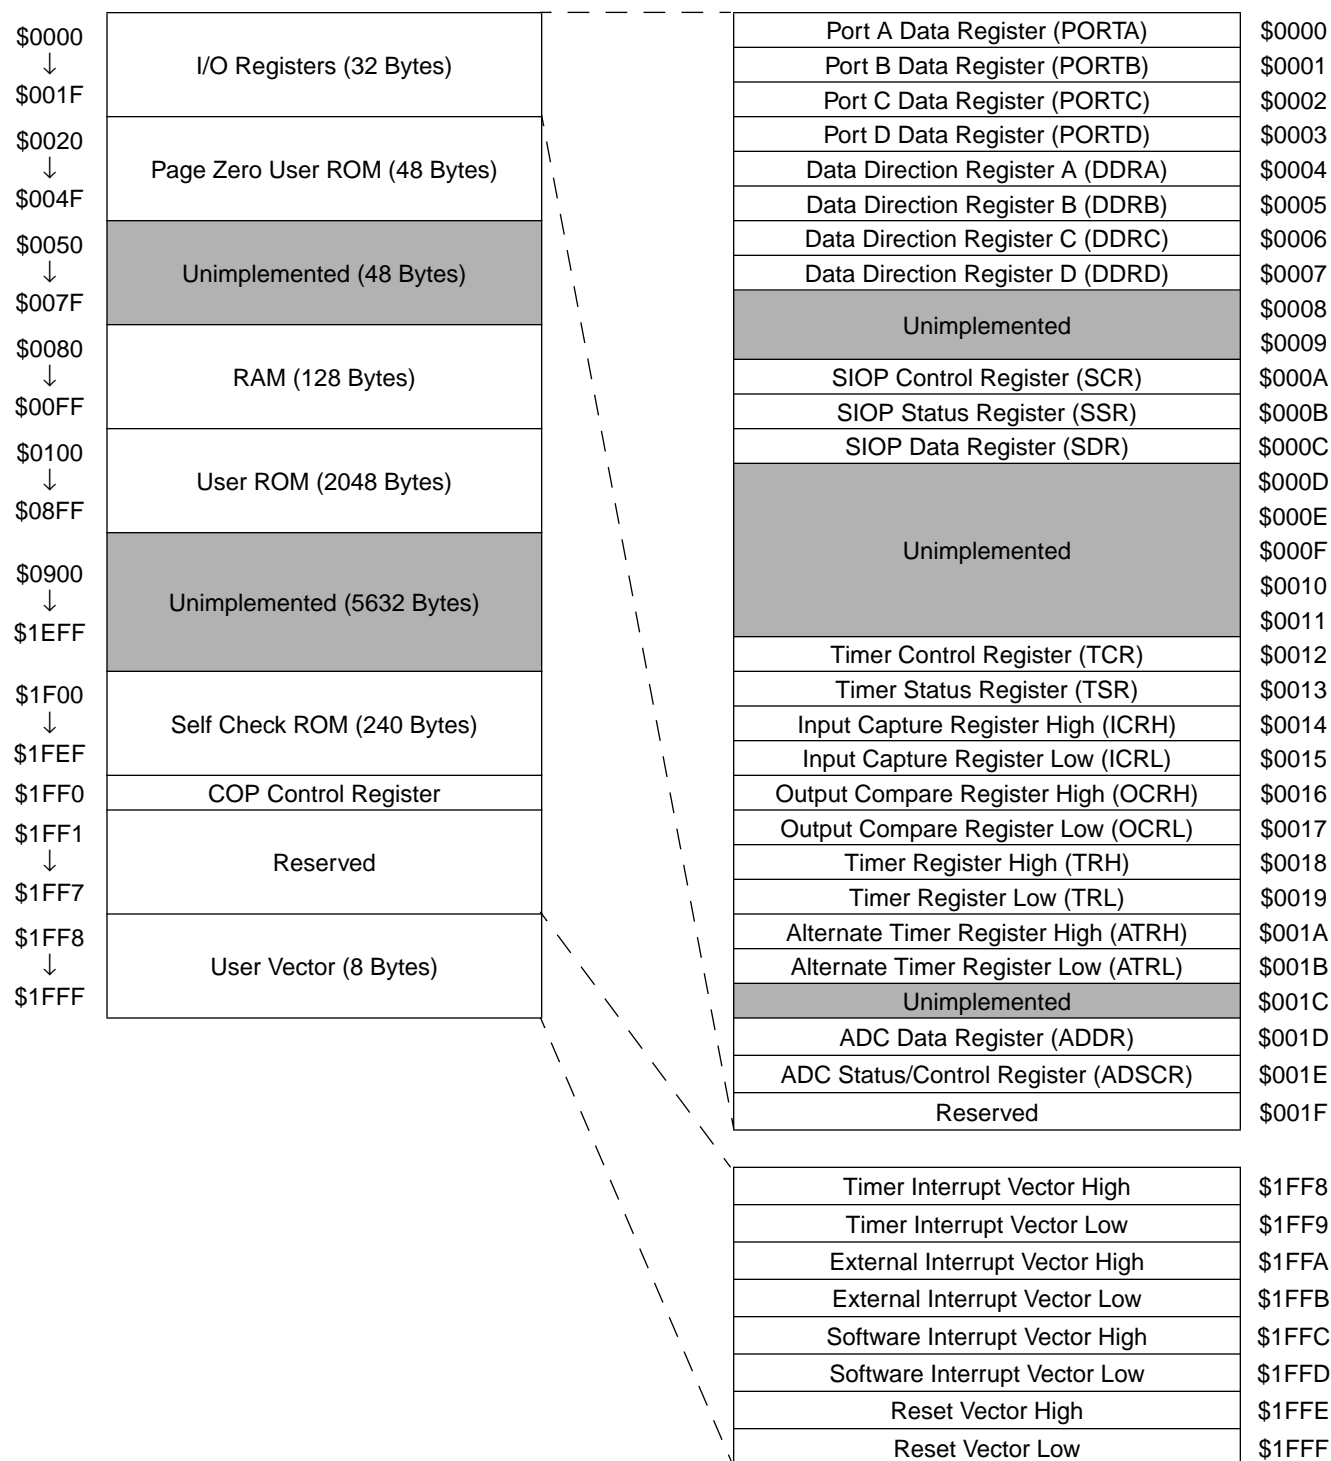 $0000
↓
$001F
I/O Registers (32 Bytes)
$0020
↓
$004F
Page Zero User ROM (48 Bytes)
$0050
↓
$007F
Unimplemented (48 Bytes)
$0080
↓
$00FF
RAM (128 Bytes)
$0100
↓
$08FF
User ROM (2048 Bytes)
$0900
↓
$1EFF
Unimplemented (5632 Bytes)
$1F00
↓
$1FEF
Self Check ROM (240 Bytes)
$1FF0
COP Control Register
$1FF1
↓
$1FF7
Reserved
$1FF8
↓
$1FFF
User Vector (8 Bytes)
Port A Data Register (PORTA) $0000
Port B Data Register (PORTB) $0001
Port C Data Register (PORTC) $0002
Port D Data Register (PORTD) $0003
Data Direction Register A (DDRA) $0004
Data Direction Register B (DDRB) $0005
Data Direction Register C (DDRC) $0006
Data Direction Register D (DDRD) $0007
Unimplemented
$0008
$0009
SIOP Control Register (SCR) $000A
SIOP Status Register (SSR) $000B
SIOP Data Register (SDR) $000C
Unimplemented
$000D
$000E
$000F
$0010
$0011
Timer Control Register (TCR) $0012
Timer Status Register (TSR) $0013
Input Capture Register High (ICRH) $0014
Input Capture Register Low (ICRL) $0015
Output Compare Register High (OCRH) $0016
Output Compare Register Low (OCRL) $0017
Timer Register High (TRH) $0018
Timer Register Low (TRL) $0019
Alternate Timer Register High (ATRH) $001A
Alternate Timer Register Low (ATRL) $001B
Unimplemented $001C
ADC Data Register (ADDR) $001D
ADC Status/Control Register (ADSCR) $001E
Reserved $001F
Timer Interrupt Vector High $1FF8
Timer Interrupt Vector Low $1FF9
External Interrupt Vector High $1FFA
External Interrupt Vector Low $1FFB
Software Interrupt Vector High $1FFC
Software Interrupt Vector Low $1FFD
Reset Vector High $1FFE
Reset Vector Low $1FFF